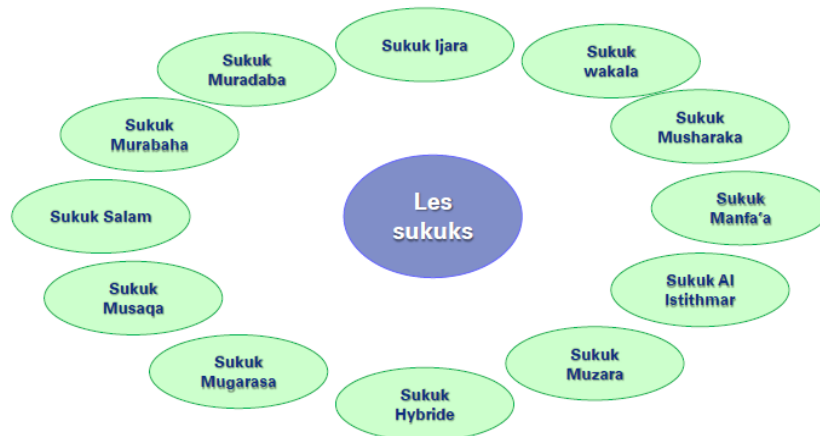 Sukuk Ijara
Sukuk
wakala
Sukuk
Musharaka
Sukuk
Manfa'a
Sukuk Al
Istithmar
Sukuk
Muzara
Sukuk
Hybride
Sukuk
Mugarasa
Sukuk
Musaqa
Sukuk Salam
Sukuk
Murabaha
Sukuk
Muradaba
Les
sukuks